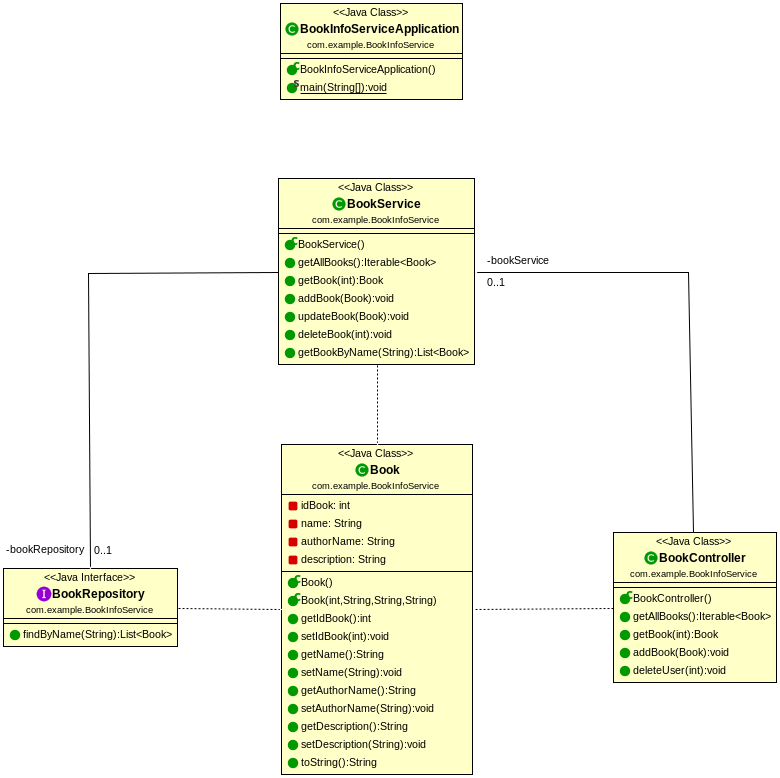 <<Java Class>>
BookInfoServiceApplication
com.example.BookInfoService
BookInfoServiceApplication()
main(String[]):void
<<Java Class>>
BookService
com.example.BookInfoService
BookService()
getAllBooks():Iterable<Book>
getBook(int):Book
addBook(Book):void
updateBook(Book):void
deleteBook(int):void
getBookByName(String):List<Book>
-bookService
0..1
-bookRepository
0..1
<<Java Interface>>
BookRepository
com.example.BookInfoService
findByName(String):List<Book>
<<Java Class>>
Book
com.example.BookInfoService
idBook: int
name: String
authorName: String
description: String
Book()
Book(int,String,String,String)
getIdBook():int
setIdBook(int):void
getName():String
setName(String):void
getAuthorName():String
setAuthorName(String):void
getDescription():String
setDescription(String):void
toString():String
<<Java Class>>
BookController
com.example.BookInfoService
BookController()
getAllBooks():Iterable<Book>
getBook(int):Book
addBook(Book):void
deleteUser(int):void